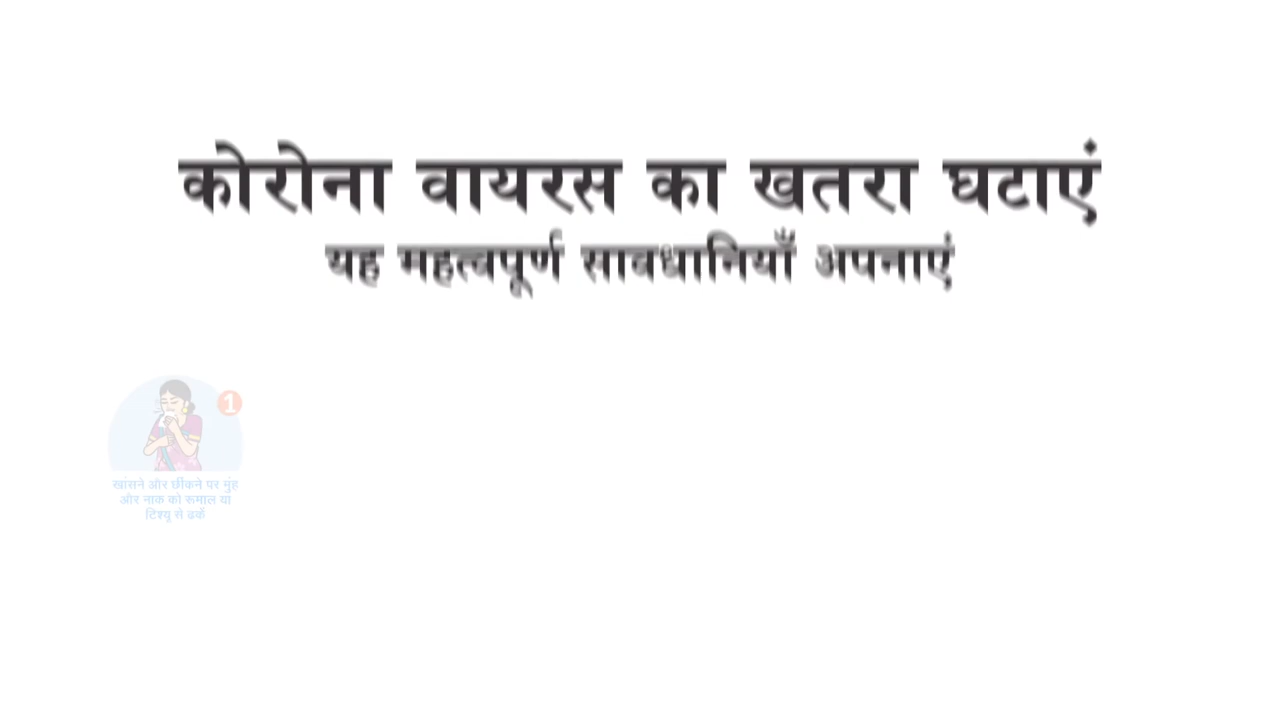 कोरोना वायरस का खतरा घटाएं
यह महत्वपूर्ण सावधानियाँ अपनाएं
1
खांसने और छींकने पर मुंह
और नाक को रूमाल या
टिश्यू से ढकें